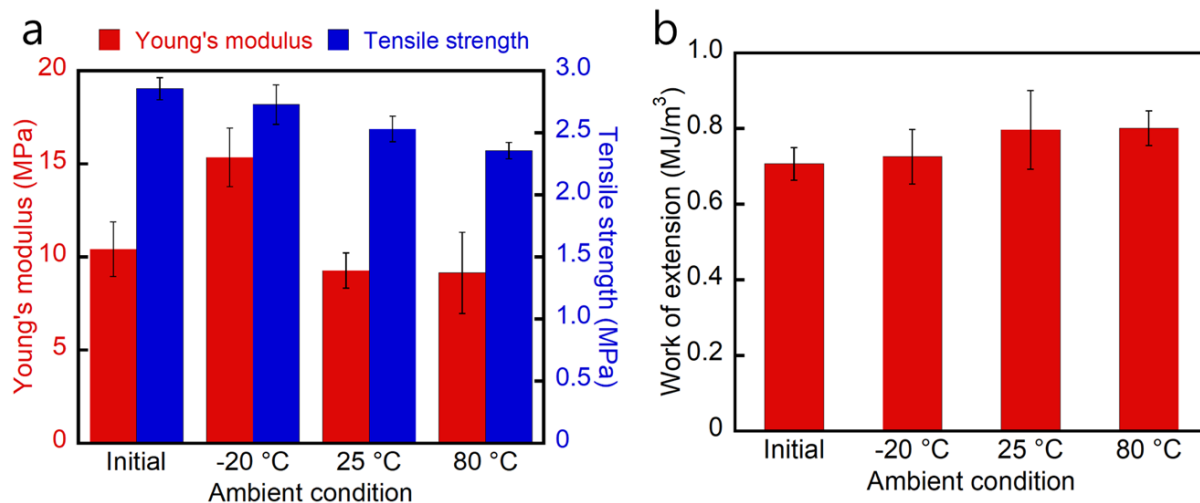 a
Young's modulus
Tensile strength
Young's modulus (MPa)
20
15
10
5
0
3.0
2.5
2.0
1.5
1.0
0.5
0
Tensile strength (MPa)
Initial
-20 °C
25 °C
80 °C
Ambient condition
b
Work of extension (MJ/m³)
1.0
0.8
0.6
0.4
0.2
0
Initial
-20 °C
25 °C
80 °C
Ambient condition